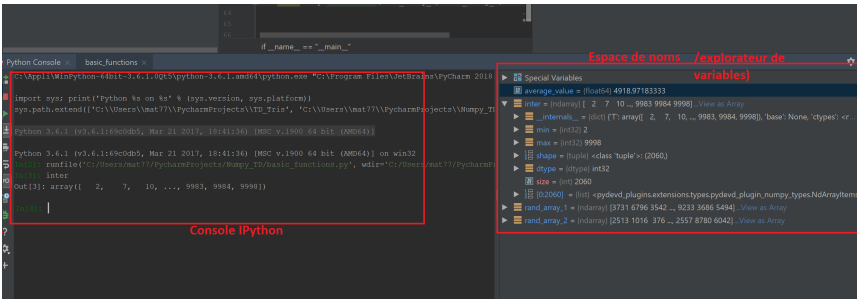 64
65
66
if __name__ == "__main__"
Python Console × basic_functions ×
Espace de noms /explorateur de variables)
C:\Appli\WinPython-64bit-3.6.1.0Qt5\python-3.6.1.amd64\python.exe "C:\Program Files\JetBrains\PyCharm 2018
import sys; print('Python %s on %s' % (sys.version, sys.platform))
sys.path.extend(['C:\\Users\\mat77\\PycharmProjects\\TD_Tris', 'C:\\Users\\mat77\\PycharmProjects\\Numpy_TD
Python 3.6.1 (v3.6.1:69c0db5, Mar 21 2017, 18:41:36) [MSC v.1900 64 bit (AMD64)]
Python 3.6.1 (v3.6.1:69c0db5, Mar 21 2017, 18:41:36) [MSC v.1900 64 bit (AMD64)] on win32
In[2]: runfile('C:/Users/mat77/PycharmProjects/Numpy_TD/basic_functions.py', wdir='C:/Users/mat77/PycharmPr
In[3]: inter
Out[3]: array([ 2, 7, 10, ..., 9983, 9984, 9998])
In[4]:
Console IPython
Special Variables
average_value = {float64} 4918.97183333
inter = {ndarray} [ 2 7 10 ..., 9983 9984 9998] ...View as Array
__internals__ = {dict} {'T': array([ 2, 7, 10, ..., 9983, 9984, 9998]), 'base': None, 'ctypes': <r...
min = {int32} 2
max = {int32} 9998
shape = {tuple} <class 'tuple'>: (2060,)
dtype = {dtype} int32
size = {int} 2060
[0:2060] = {list} <pydevd_plugins.extensions.types.pydevd_plugin_numpy_types.NdArrayItems
rand_array_1 = {ndarray} [3731 6796 3542 ..., 9233 3686 5494] ...View as Array
rand_array_2 = {ndarray} [2513 1016 376 ..., 2557 8780 6042] ...View as Array